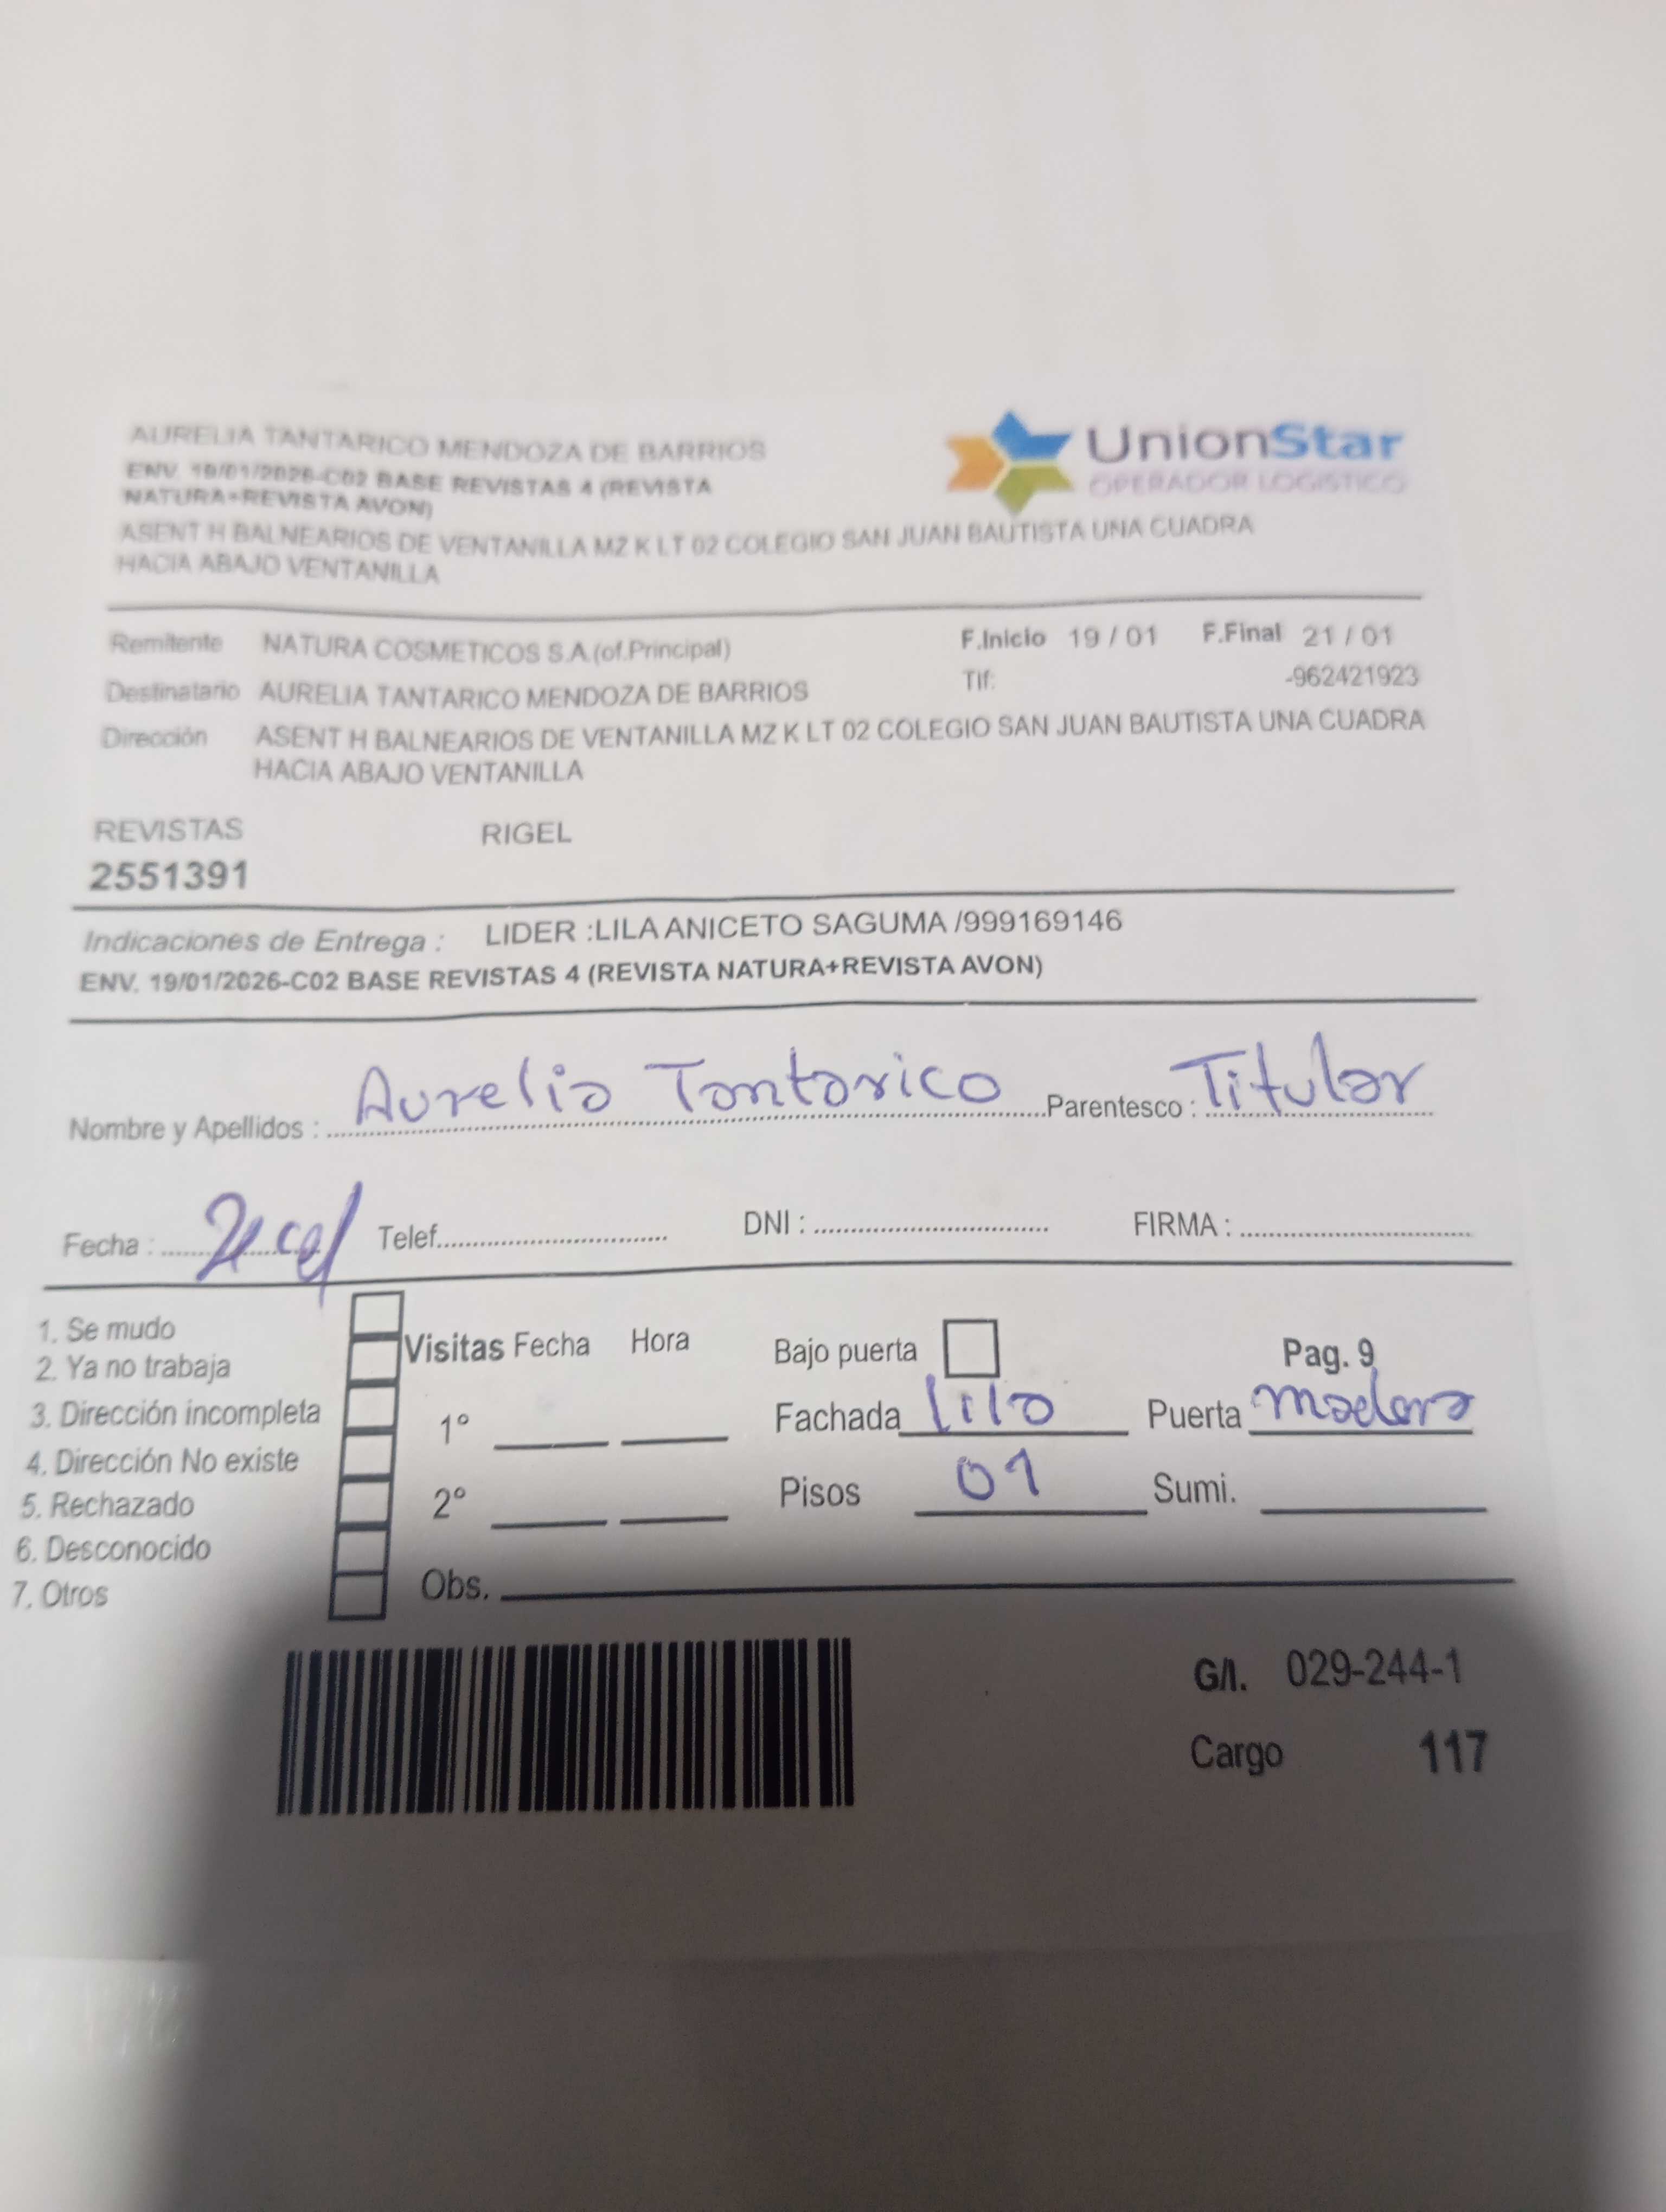 AURELIA TANTARICO MENDOZA DE BARRIOS
ENV. 19/01/2026-C02 BASE REVISTAS 4 (REVISTA
NATURA+REVISTA AVON)
ASENT H BALNEARIOS DE VENTANILLA MZ K LT 02 COLEGIO SAN JUAN BAUTISTA UNA CUADRA
HACIA ABAJO VENTANILLA
UnionStar
OPERADOR LOGISTICO
Remitente NATURA COSMETICOS S.A.(of.Principal) F.Inicio 19 / 01 F.Final 21 / 01
Destinatario AURELIA TANTARICO MENDOZA DE BARRIOS Tlf: -962421923
Dirección ASENT H BALNEARIOS DE VENTANILLA MZ K LT 02 COLEGIO SAN JUAN BAUTISTA UNA CUADRA
HACIA ABAJO VENTANILLA
REVISTAS RIGEL
2551391
Indicaciones de Entrega : LIDER :LILA ANICETO SAGUMA /999169146
ENV. 19/01/2026-C02 BASE REVISTAS 4 (REVISTA NATURA+REVISTA AVON)
Nombre y Apellidos : Aurelia Tantarico Parentesco : Titular
Fecha : Telef. DNI : FIRMA :
1. Se mudo
2. Ya no trabaja
3. Dirección incompleta
4. Dirección No existe
5. Rechazado
6. Desconocido
7. Otros
Visitas Fecha Hora
1°
2°
Obs.
Bajo puerta Pag. 9
Fachada lila Puerta madera
Pisos 01 Sumi.
G/I. 029-244-1
Cargo 117